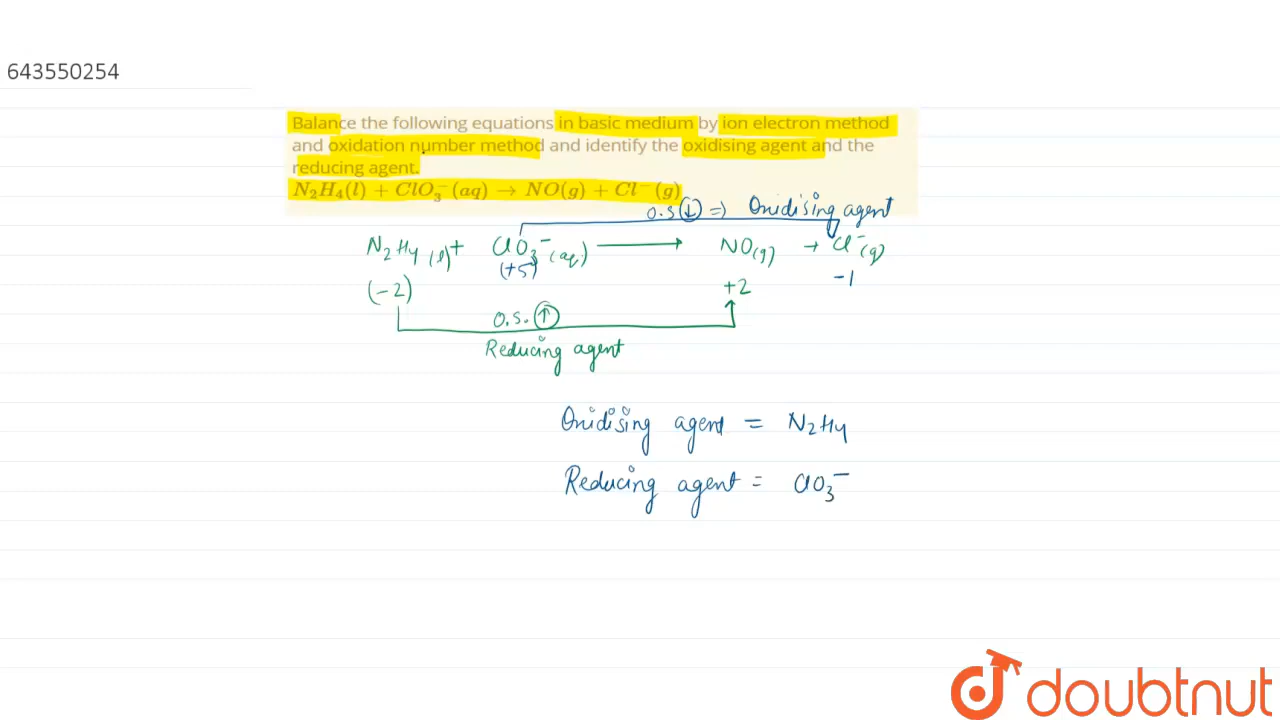 643550254
Balance the following equations in basic medium by ion electron method
and oxidation number method and identify the oxidising agent and the
reducing agent.
N₂H₄(l) + ClO₃⁻(aq) → NO(g) + Cl⁻(g)
O.S (↓) ⇒ Oxidising agent
N₂H₄(l) + ClO₃⁻(aq) → NO(g) + Cl⁻(g)
(+5) -1
(-2) +2
O.S. (↑)
Reducing agent
Oxidising agent = N₂H₄
Reducing agent = ClO₃⁻
doubtnut